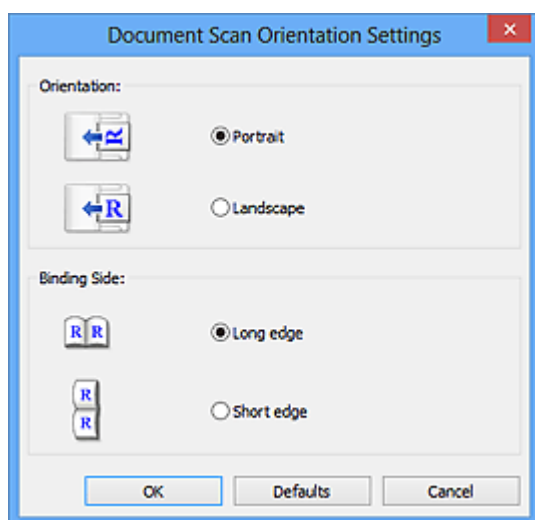 Document Scan Orientation Settings
Orientation:
R
Portrait
R
Landscape
Binding Side:
R R
Long edge
R
R
Short edge
OK Defaults Cancel